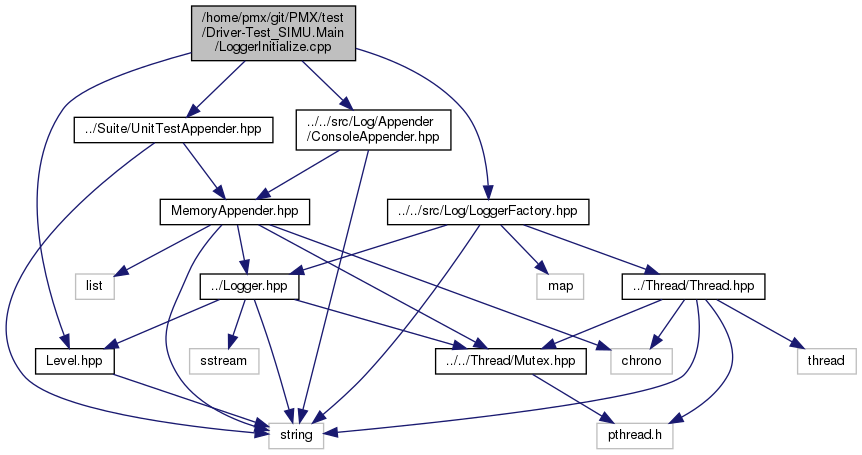 /home/pmx/git/PMX/test
/Driver-Test_SIMU.Main
/LoggerInitialize.cpp
../Suite/UnitTestAppender.hpp
../../src/Log/Appender
/ConsoleAppender.hpp
MemoryAppender.hpp
../../src/Log/LoggerFactory.hpp
list
../Logger.hpp
map
../Thread/Thread.hpp
Level.hpp
sstream
../../Thread/Mutex.hpp
chrono
thread
string
pthread.h